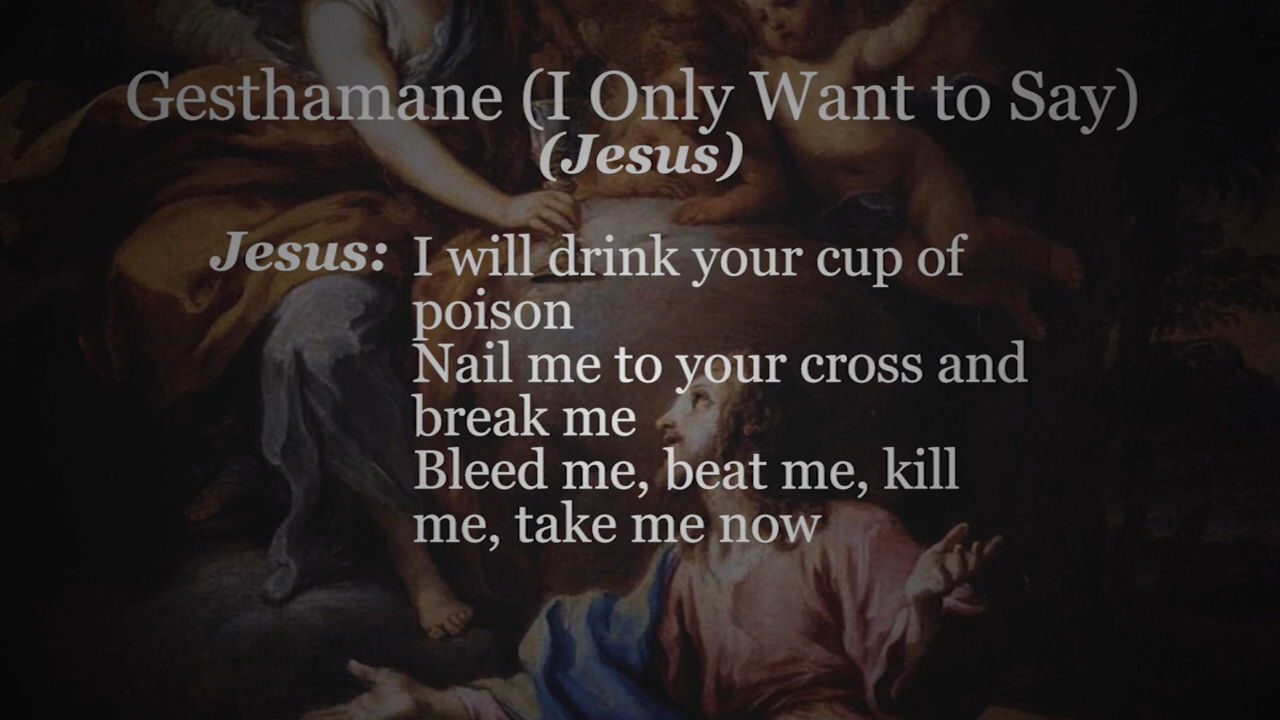 Gesthamane (I Only Want to Say)
(Jesus)
Jesus: I will drink your cup of
poison
Nail me to your cross and
break me
Bleed me, beat me, kill
me, take me now